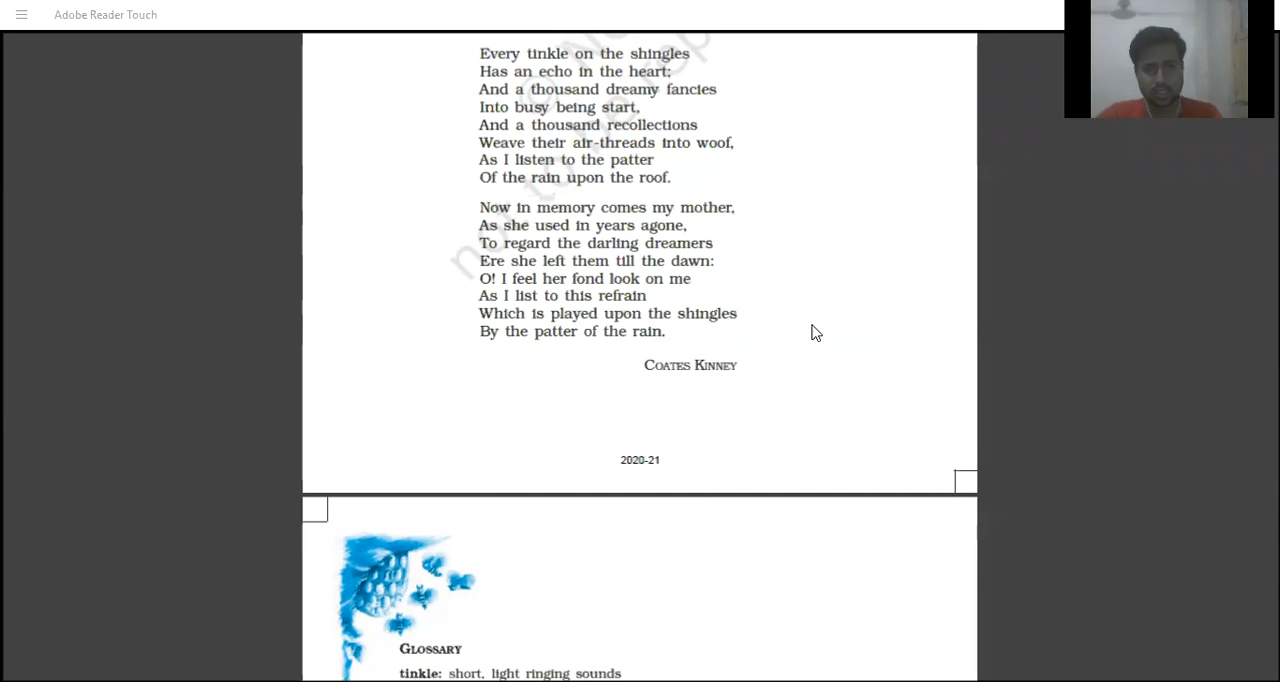 Adobe Reader Touch
Every tinkle on the shingles
Has an echo in the heart;
And a thousand dreamy fancies
Into busy being start,
And a thousand recollections
Weave their air-threads into woof,
As I listen to the patter
Of the rain upon the roof.
Now in memory comes my mother,
As she used in years agone,
To regard the darling dreamers
Ere she left them till the dawn:
O! I feel her fond look on me
As I list to this refrain
Which is played upon the shingles
By the patter of the rain.
COATES KINNEY
2020-21
GLOSSARY
tinkle: short, light ringing sounds
not to be rep